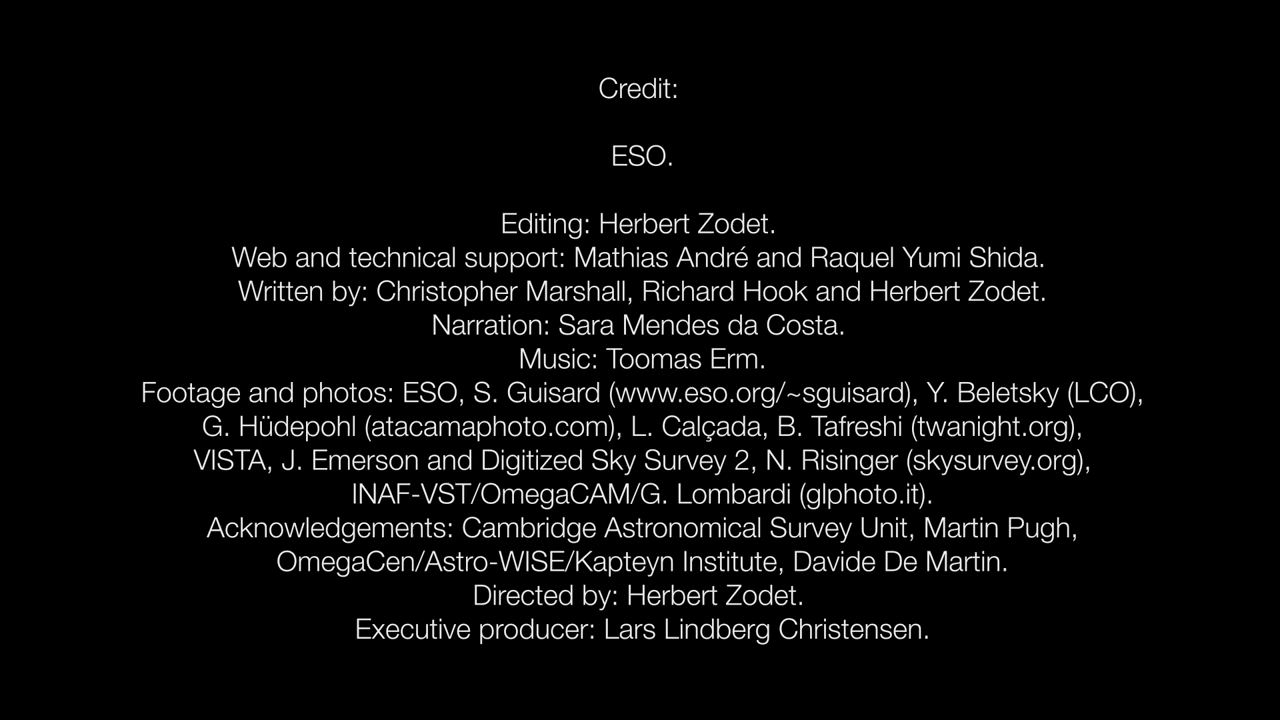 Credit:
ESO.
Editing: Herbert Zodet.
Web and technical support: Mathias André and Raquel Yumi Shida.
Written by: Christopher Marshall, Richard Hook and Herbert Zodet.
Narration: Sara Mendes da Costa.
Music: Toomas Erm.
Footage and photos: ESO, S. Guisard (www.eso.org/~sguisard), Y. Beletsky (LCO),
G. Hüdepohl (atacamaphoto.com), L. Calçada, B. Tafreshi (twanight.org),
VISTA, J. Emerson and Digitized Sky Survey 2, N. Risinger (skysurvey.org),
INAF-VST/OmegaCAM/G. Lombardi (glphoto.it).
Acknowledgements: Cambridge Astronomical Survey Unit, Martin Pugh,
OmegaCen/Astro-WISE/Kapteyn Institute, Davide De Martin.
Directed by: Herbert Zodet.
Executive producer: Lars Lindberg Christensen.